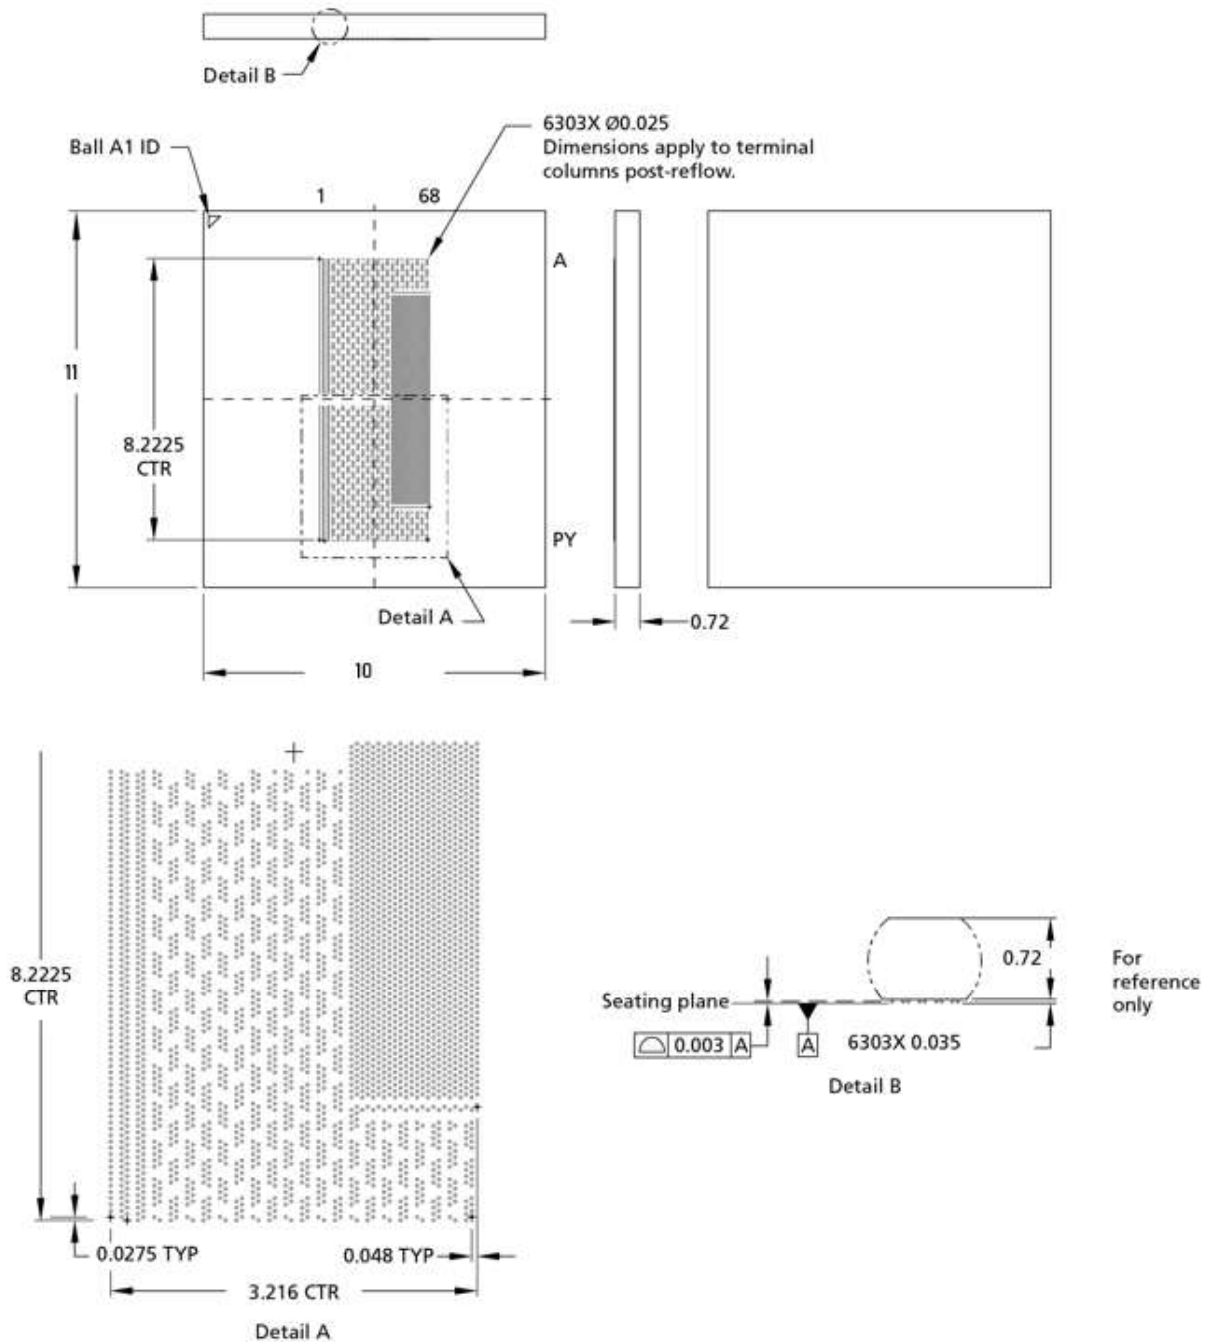 Detail B
6303X Ø0.025
Dimensions apply to terminal
columns post-reflow.
Ball A1 ID
1
68
A
11
8.2225
CTR
PY
Detail A
0.72
10
8.2225
CTR
0.0275 TYP
0.048 TYP
3.216 CTR
Detail A
0.72
For
reference
only
Seating plane
0.003 A
A
6303X 0.035
Detail B